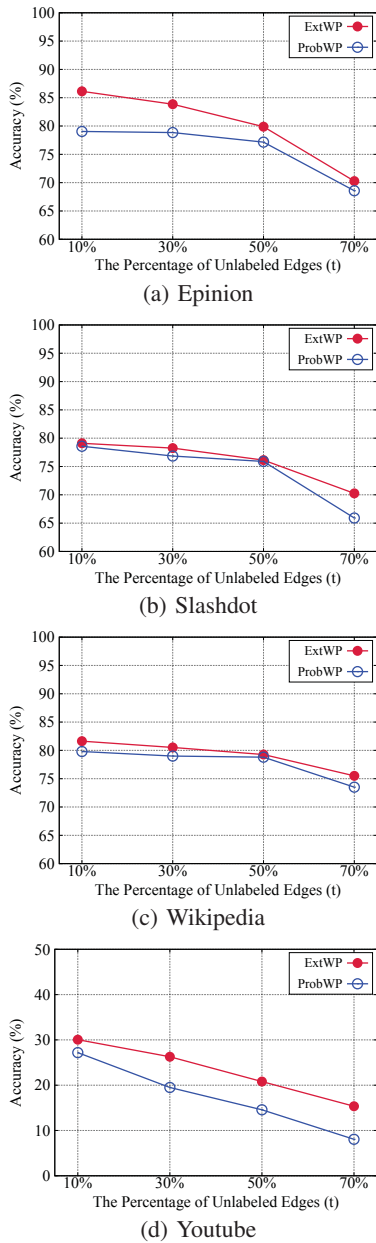 100
95
90
85
80
75
70
65
60
Accuracy (%)
ExtWP
ProbWP
10% 30% 50% 70%
The Percentage of Unlabeled Edges (t)
(a) Epinion
100
95
90
85
80
75
70
65
60
Accuracy (%)
ExtWP
ProbWP
10% 30% 50% 70%
The Percentage of Unlabeled Edges (t)
(b) Slashdot
100
95
90
85
80
75
70
65
60
Accuracy (%)
ExtWP
ProbWP
10% 30% 50% 70%
The Percentage of Unlabeled Edges (t)
(c) Wikipedia
50
40
30
20
10
0
Accuracy (%)
ExtWP
ProbWP
10% 30% 50% 70%
The Percentage of Unlabeled Edges (t)
(d) Youtube